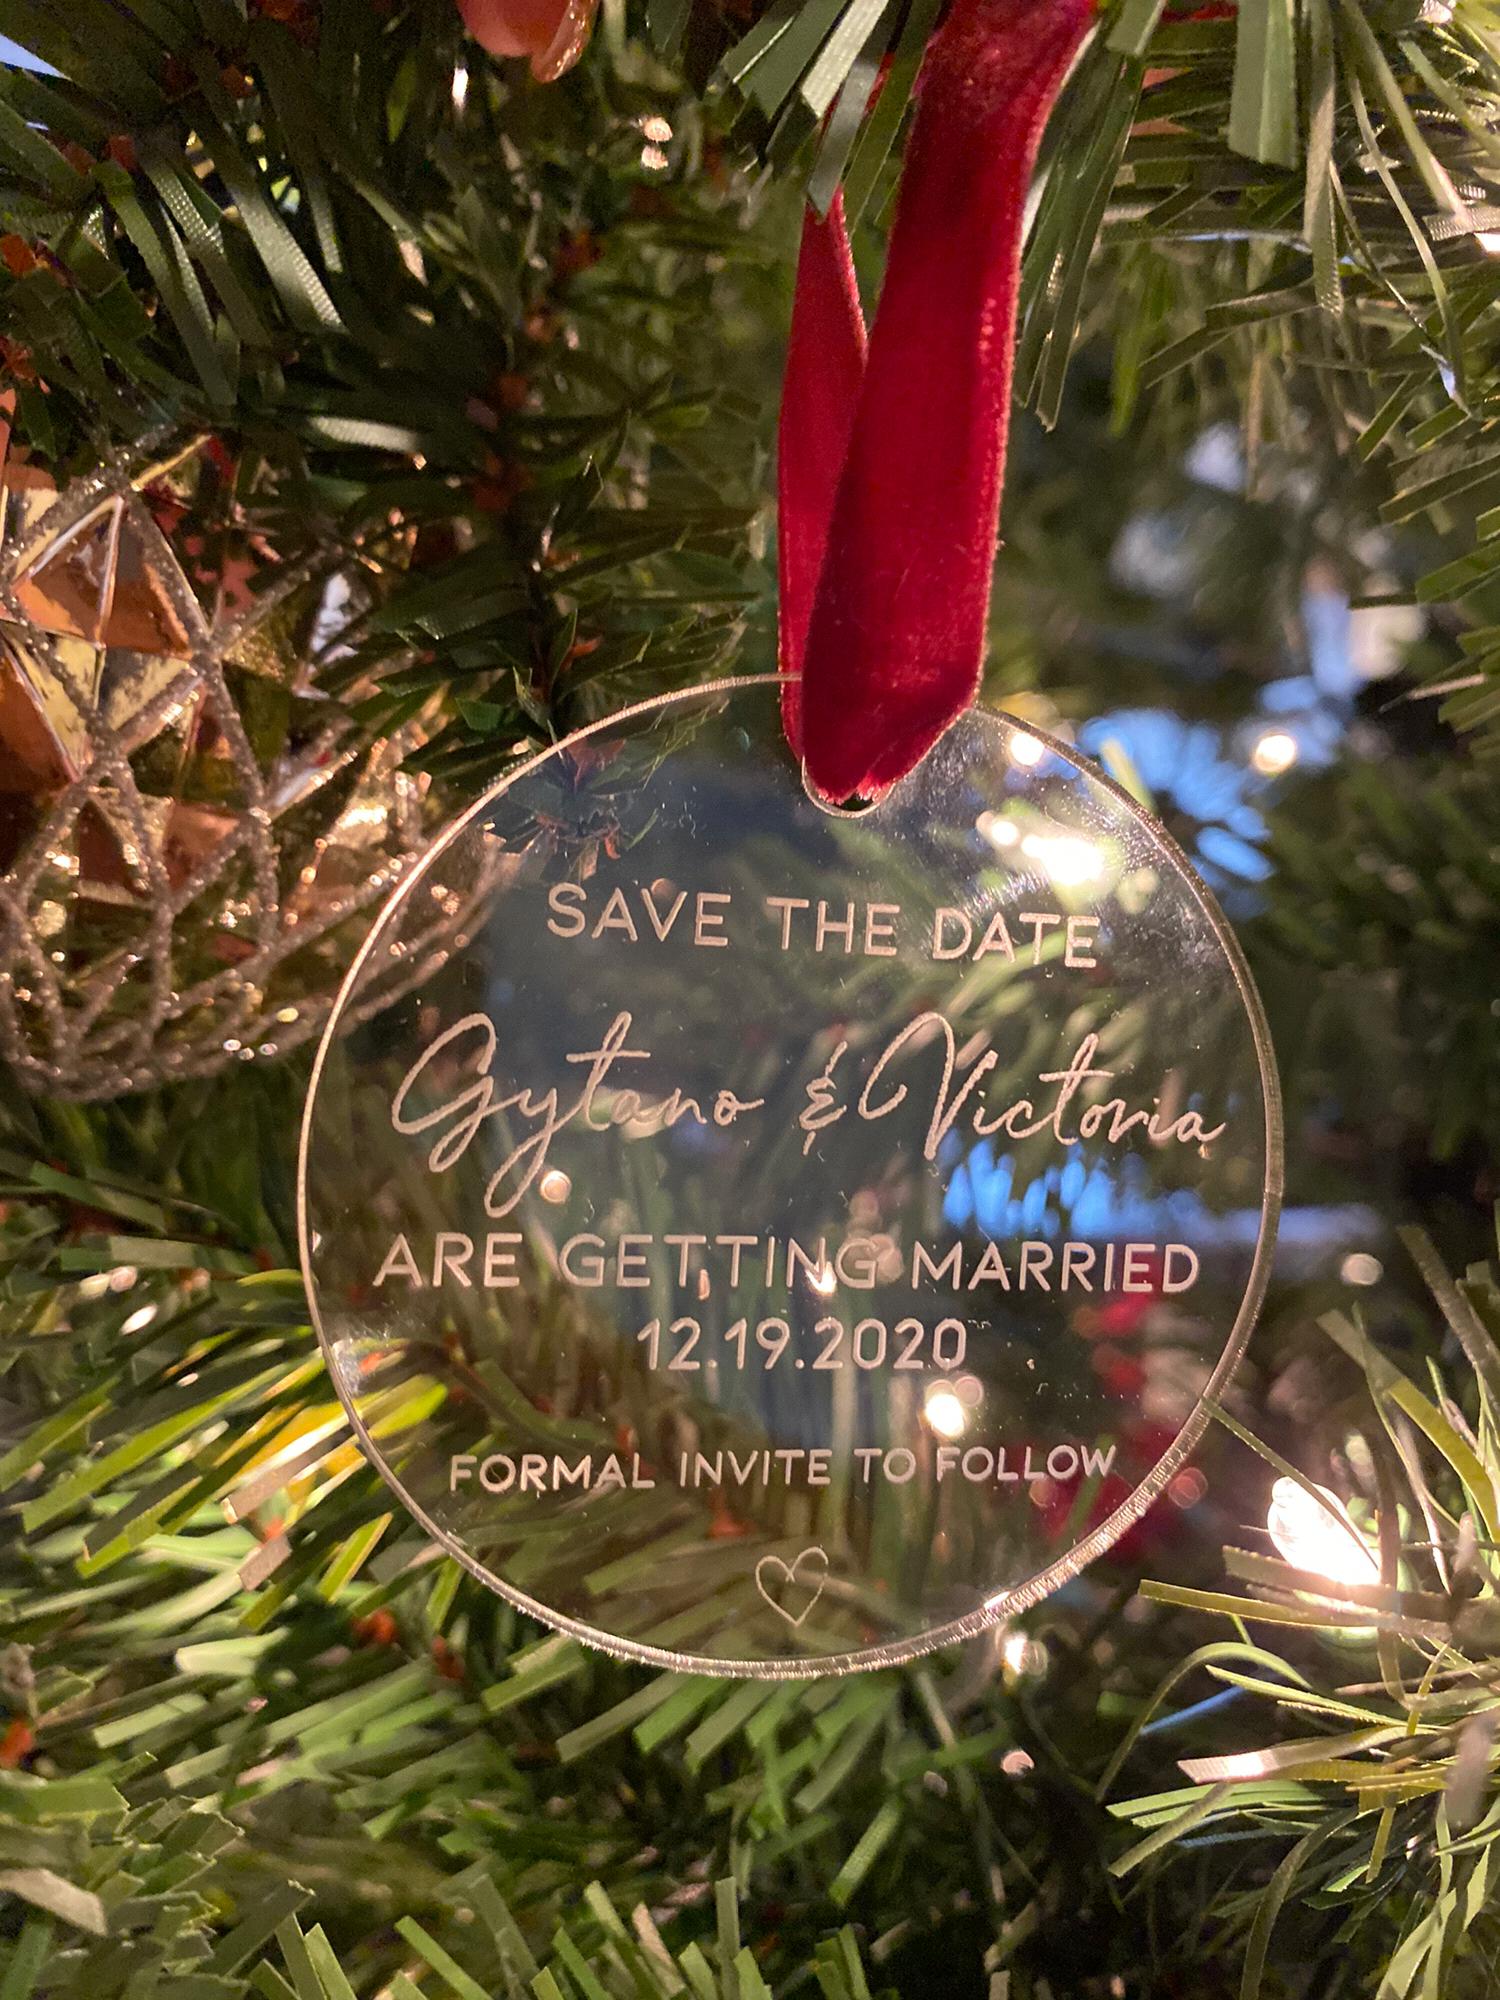 SAVE THE DATE
Gytano & Victoria
ARE GETTING MARRIED
12.19.2020
FORMAL INVITE TO FOLLOW